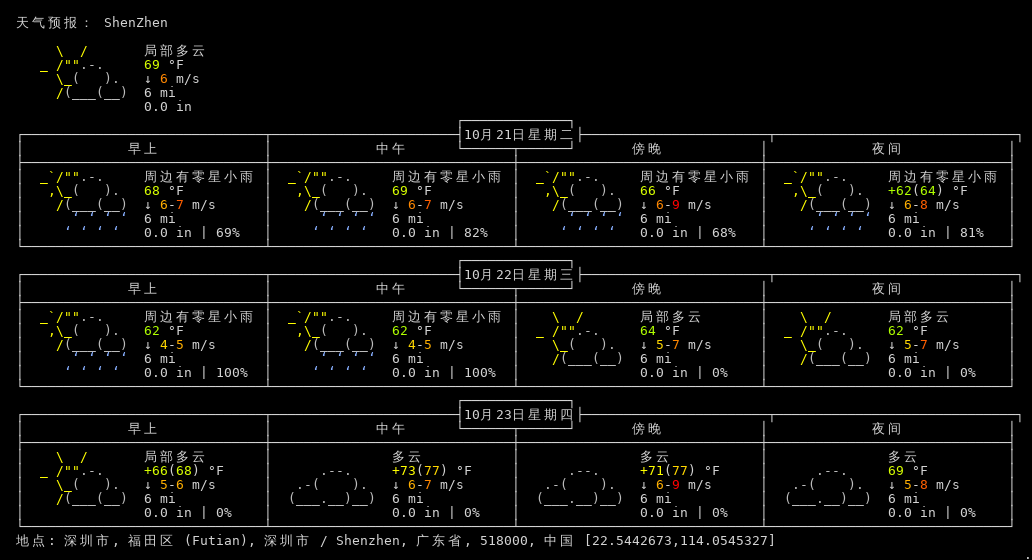 天气预报： ShenZhen
局部多云
69 °F
↓ 6 m/s
6 mi
0.0 in
10月21日星期二
早上 中午 傍晚 夜间
周边有零星小雨 周边有零星小雨 周边有零星小雨 周边有零星小雨
68 °F 69 °F 66 °F +62(64) °F
↓ 6-7 m/s ↓ 6-7 m/s ↓ 6-9 m/s ↓ 6-8 m/s
6 mi 6 mi 6 mi 6 mi
0.0 in | 69% 0.0 in | 82% 0.0 in | 68% 0.0 in | 81%
10月22日星期三
早上 中午 傍晚 夜间
周边有零星小雨 周边有零星小雨 局部多云 局部多云
62 °F 62 °F 64 °F 62 °F
↓ 4-5 m/s ↓ 4-5 m/s ↓ 5-7 m/s ↓ 5-7 m/s
6 mi 6 mi 6 mi 6 mi
0.0 in | 100% 0.0 in | 100% 0.0 in | 0% 0.0 in | 0%
10月23日星期四
早上 中午 傍晚 夜间
局部多云 多云 多云 多云
+66(68) °F +73(77) °F +71(77) °F 69 °F
↓ 5-6 m/s ↓ 6-7 m/s ↓ 6-9 m/s ↓ 5-8 m/s
6 mi 6 mi 6 mi 6 mi
0.0 in | 0% 0.0 in | 0% 0.0 in | 0% 0.0 in | 0%
地点: 深圳市, 福田区 (Futian), 深圳市 / Shenzhen, 广东省, 518000, 中国 [22.5442673,114.0545327]